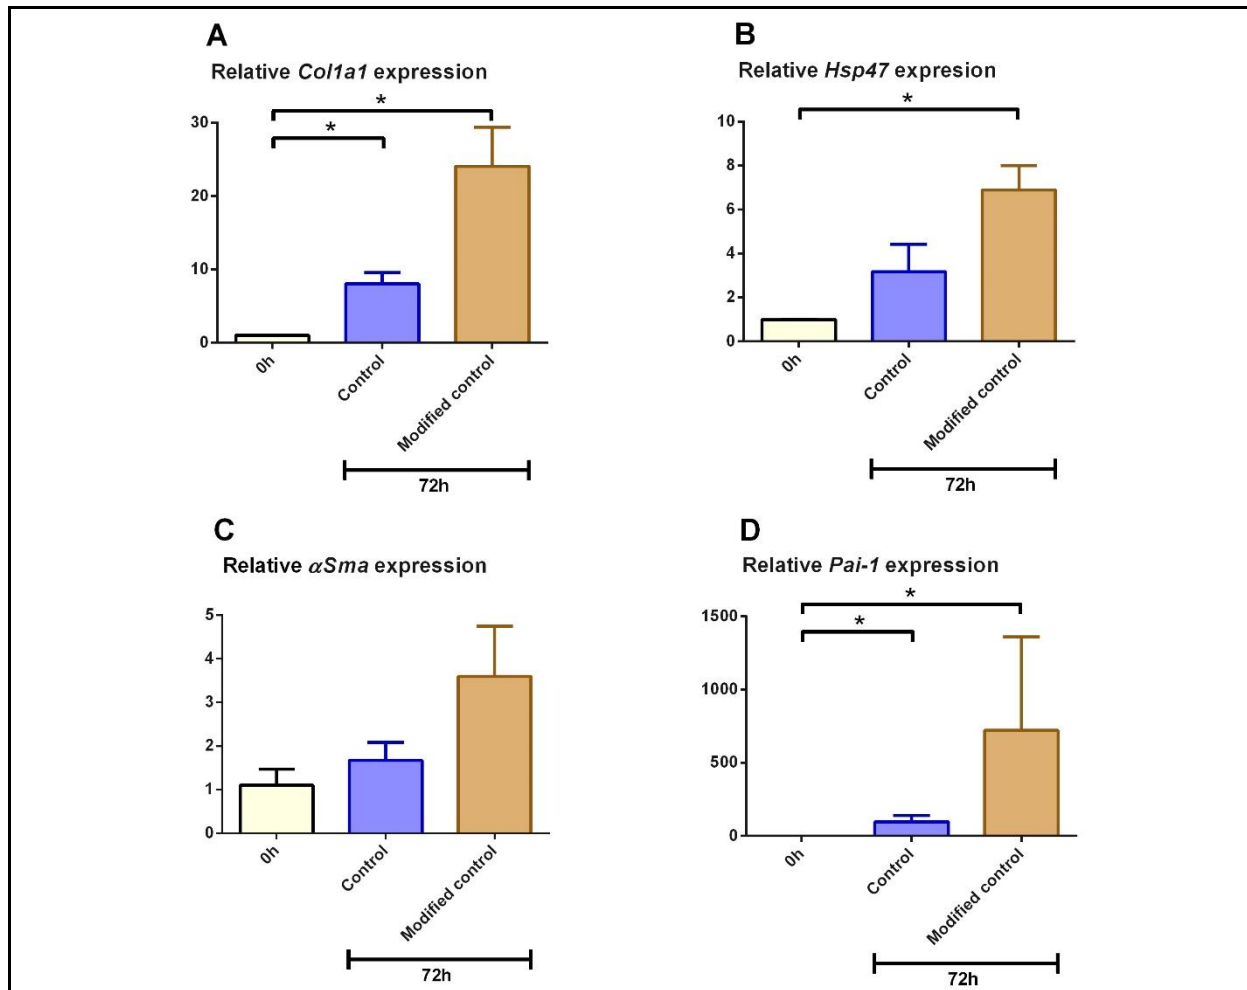 A
Relative Col1a1 expression
*
*
30
20
10
0
0h
Control
Modified control
72h
B
Relative Hsp47 expresion
*
10
8
6
4
2
0
0h
Control
Modified control
72h
C
Relative αSma expression
5
4
3
2
1
0
0h
Control
Modified control
72h
D
Relative Pai-1 expression
*
*
1500
1000
500
0
0h
Control
Modified control
72h